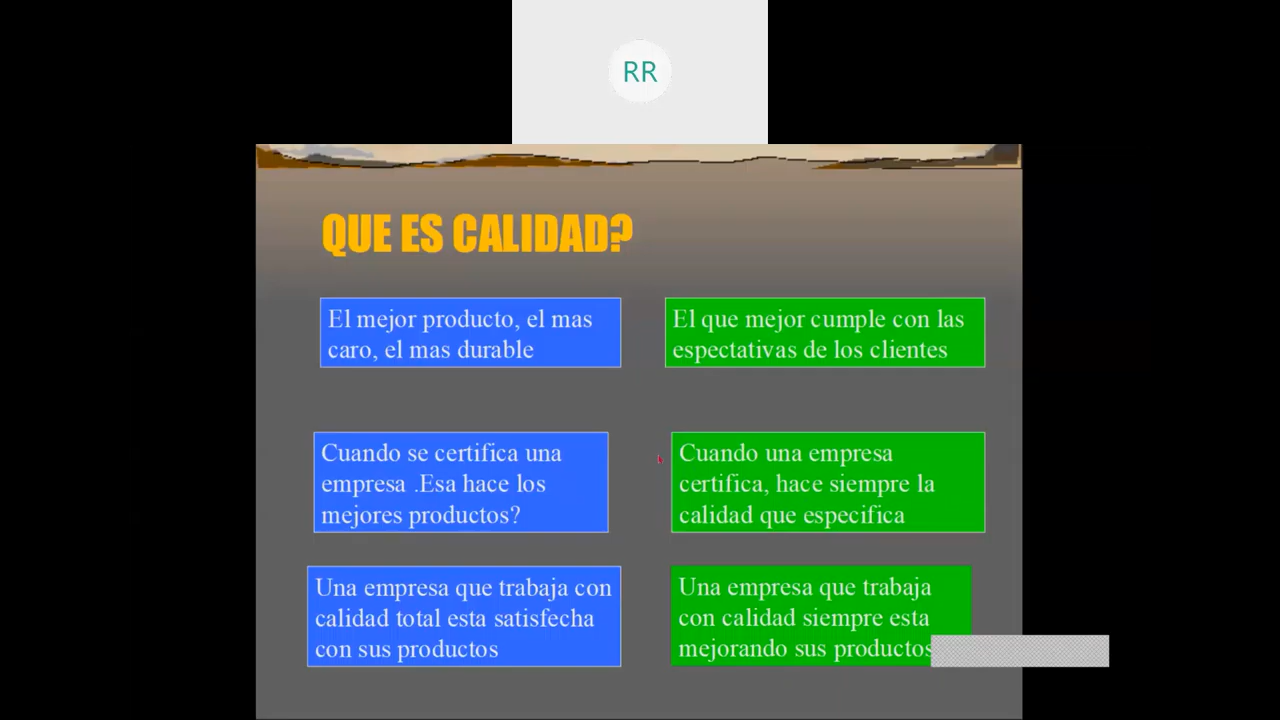 RR
QUE ES CALIDAD?
El mejor producto, el mas
caro, el mas durable
El que mejor cumple con las
espectativas de los clientes
Cuando se certifica una
empresa .Esa hace los
mejores productos?
Cuando una empresa
certifica, hace siempre la
calidad que especifica
Una empresa que trabaja con
calidad total esta satisfecha
con sus productos
Una empresa que trabaja
con calidad siempre esta
mejorando sus productos